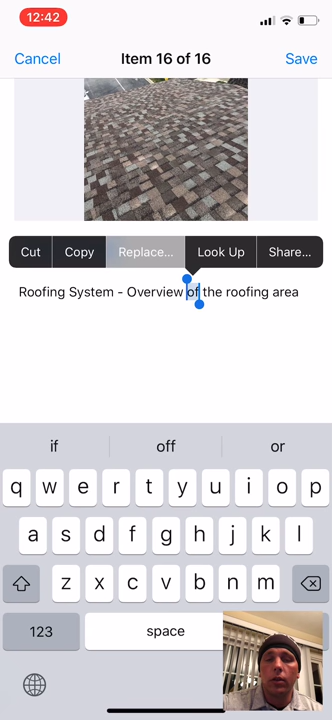 12:42
Cancel Item 16 of 16 Save
Cut Copy Replace... Look Up Share...
Roofing System - Overview of the roofing area
if off or
q w e r t y u i o p
a s d f g h j k l
z x c v b n m
123 space